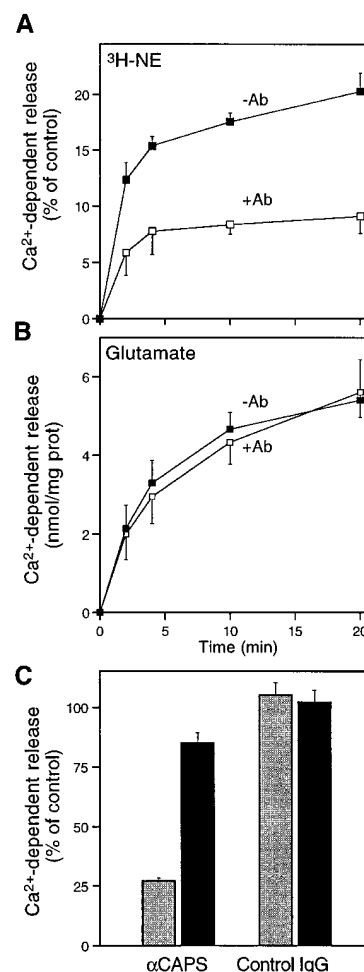 A
³H-NE
-Ab
+Ab
20
15
10
5
0
Ca²⁺-dependent release
(% of control)
B
Glutamate
-Ab
+Ab
6
4
2
0
Ca²⁺-dependent release
(nmol/mg prot)
0 5 10 15 20
Time (min)
C
100
75
50
25
0
Ca²⁺-dependent release
(% of control)
αCAPS Control IgG